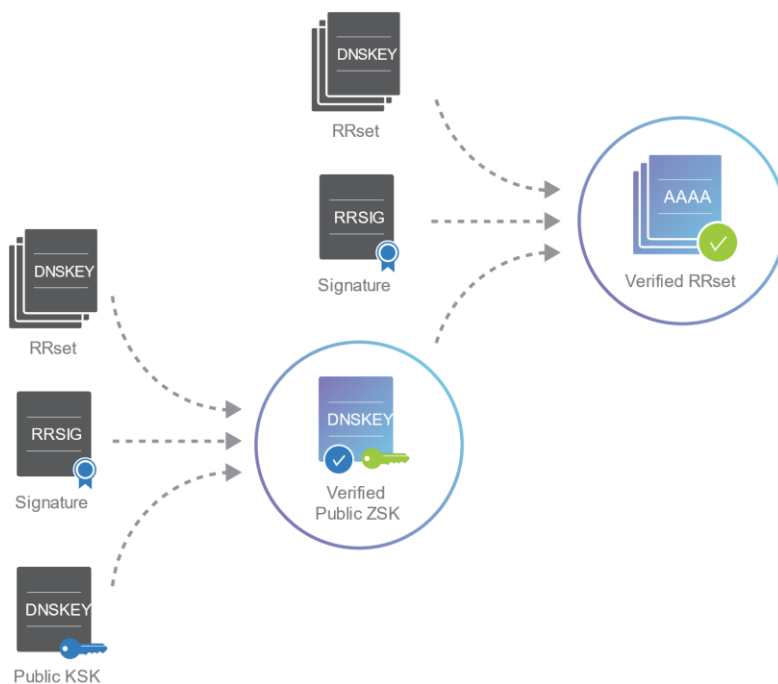 DNSKEY
RRset
RRSIG
Signature
AAAA
Verified RRset
DNSKEY
RRset
RRSIG
Signature
DNSKEY
Public KSK
DNSKEY
Verified
Public ZSK